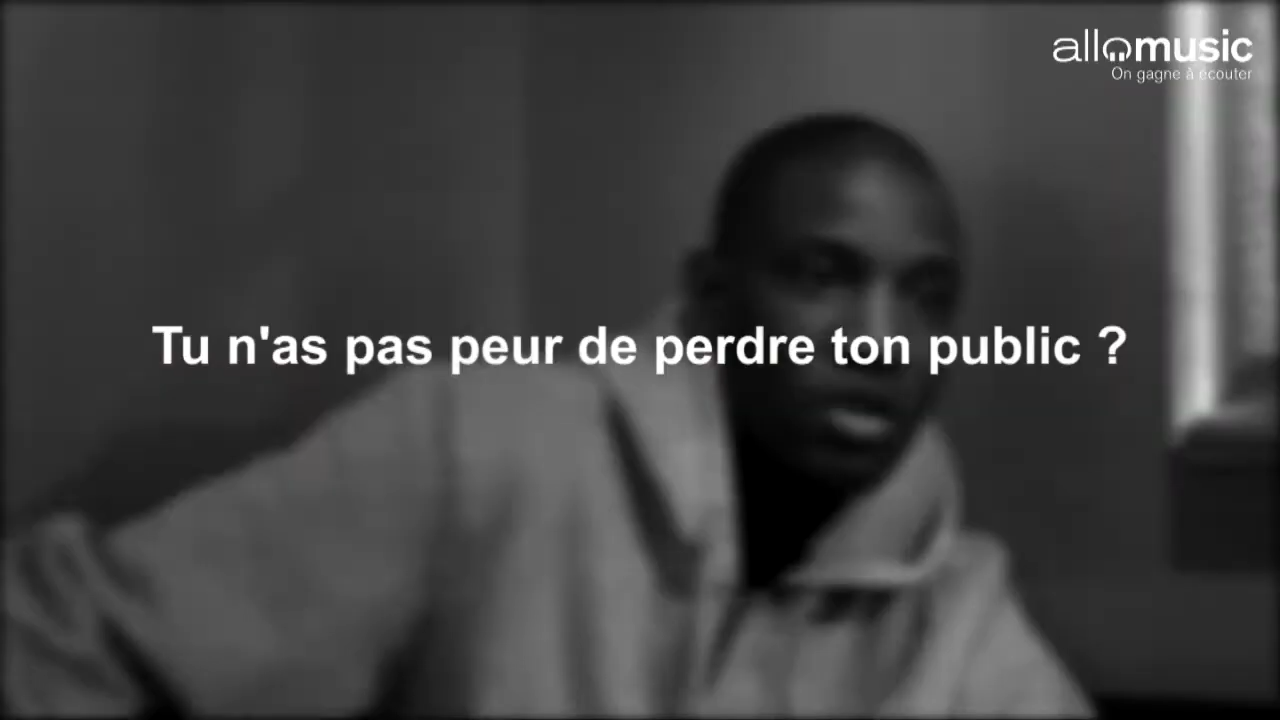 allomusic
On gagne à écouter
Tu n'as pas peur de perdre ton public ?